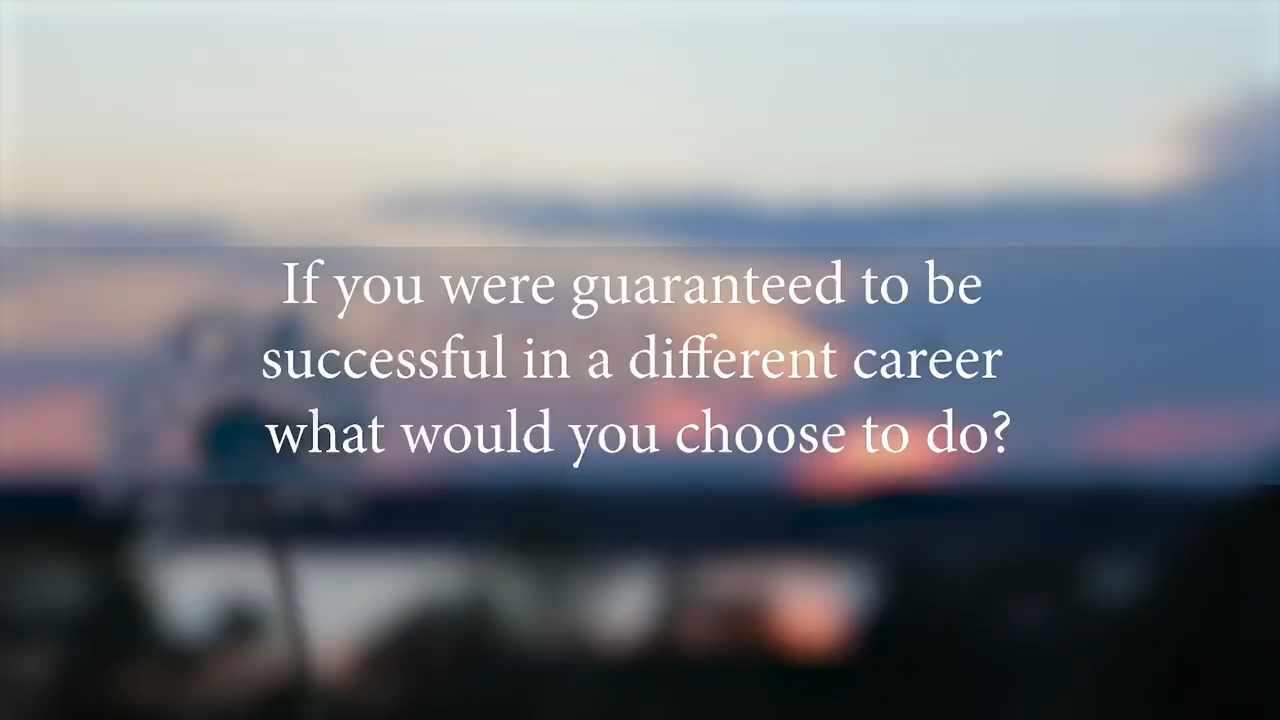 If you were guaranteed to be
successful in a different career
what would you choose to do?